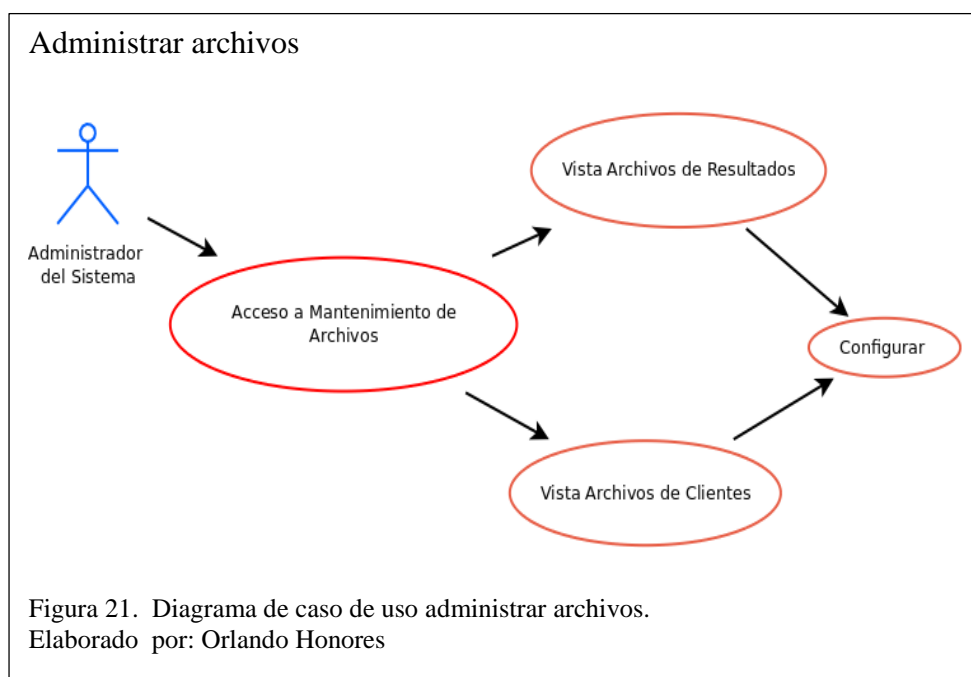 Administrar archivos
Administrador
del Sistema
Acceso a Mantenimiento de
Archivos
Vista Archivos de Resultados
Configurar
Vista Archivos de Clientes
Figura 21.  Diagrama de caso de uso administrar archivos.
Elaborado  por: Orlando Honores